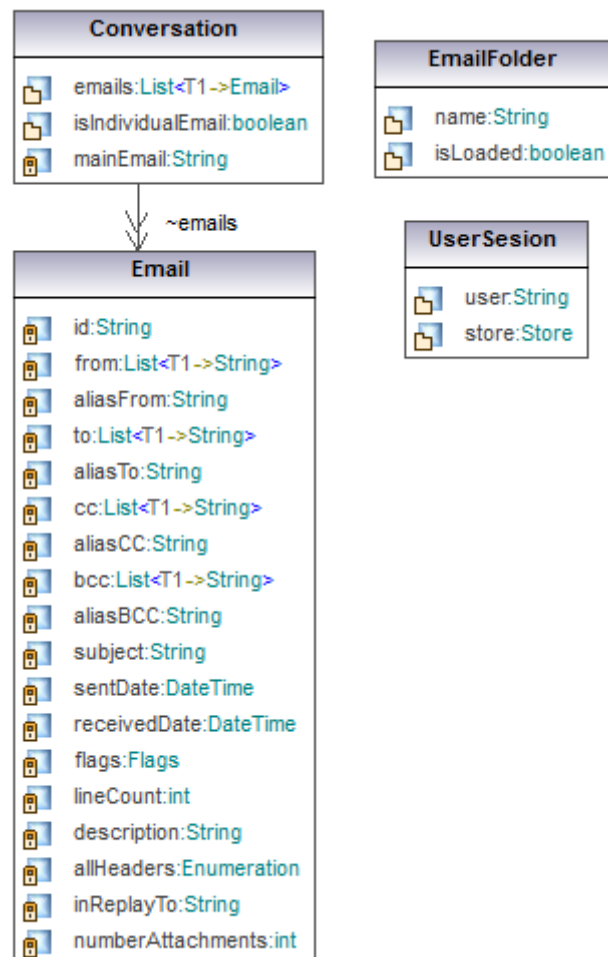 Conversation
emails:List<T1->Email>
isIndividualEmail:boolean
mainEmail:String
~emails
Email
id:String
from:List<T1->String>
aliasFrom:String
to:List<T1->String>
aliasTo:String
cc:List<T1->String>
aliasCC:String
bcc:List<T1->String>
aliasBCC:String
subject:String
sentDate:DateTime
receivedDate:DateTime
flags:Flags
lineCount:int
description:String
allHeaders:Enumeration
inReplayTo:String
numberAttachments:int
EmailFolder
name:String
isLoaded:boolean
UserSesion
user:String
store:Store